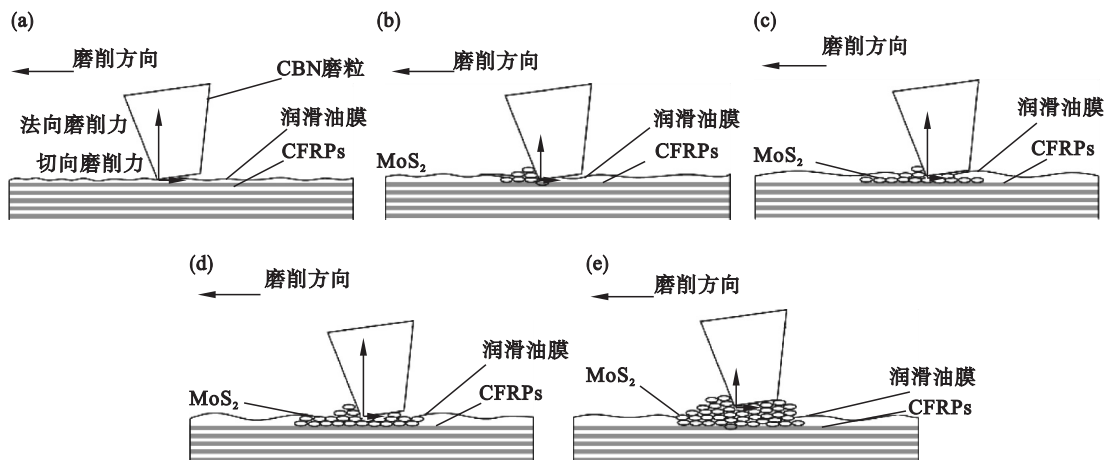 (a)
磨削方向
CBN磨粒
法向磨削力
润滑油膜
切向磨削力
CFRPs
(b)
磨削方向
润滑油膜
MoS₂
CFRPs
(c)
磨削方向
润滑油膜
MoS₂
CFRPs
(d)
磨削方向
润滑油膜
MoS₂
CFRPs
(e)
磨削方向
MoS₂
润滑油膜
CFRPs